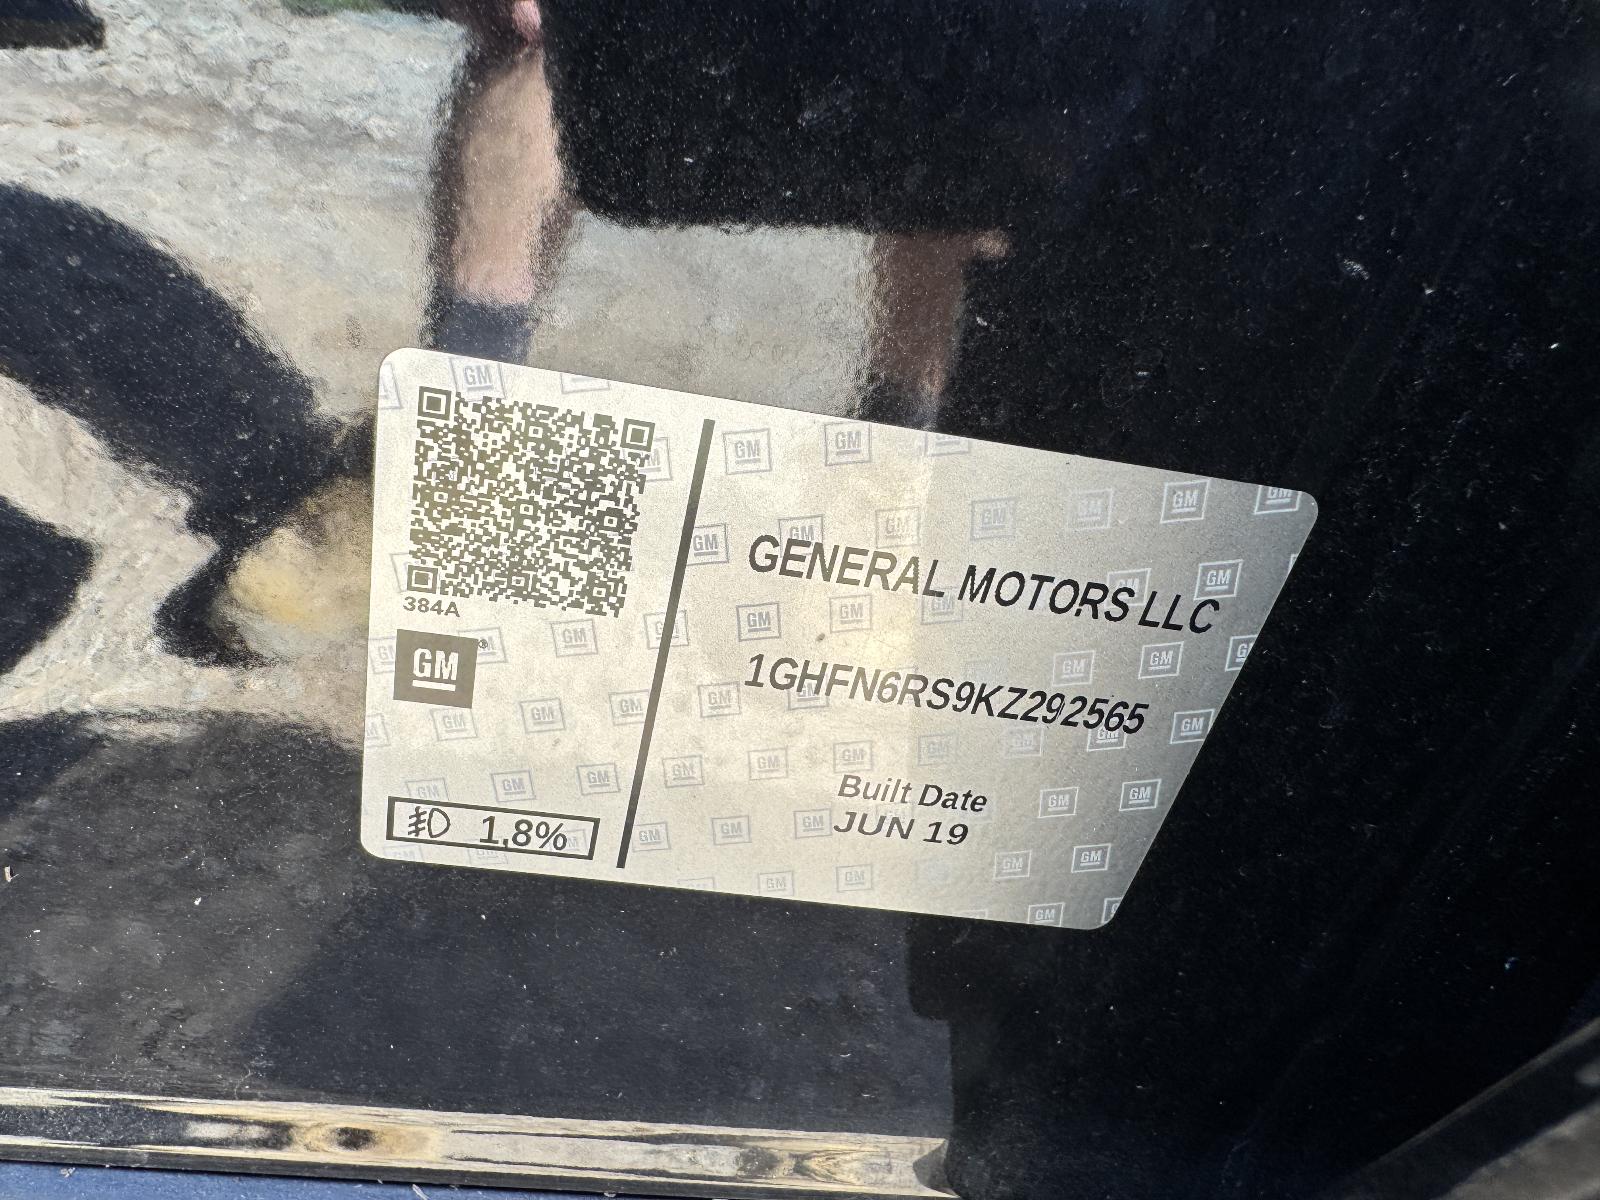 384A
GM®
1,8%
GENERAL MOTORS LLC
1GHFN6RS9KZ292565
Built Date
JUN 19